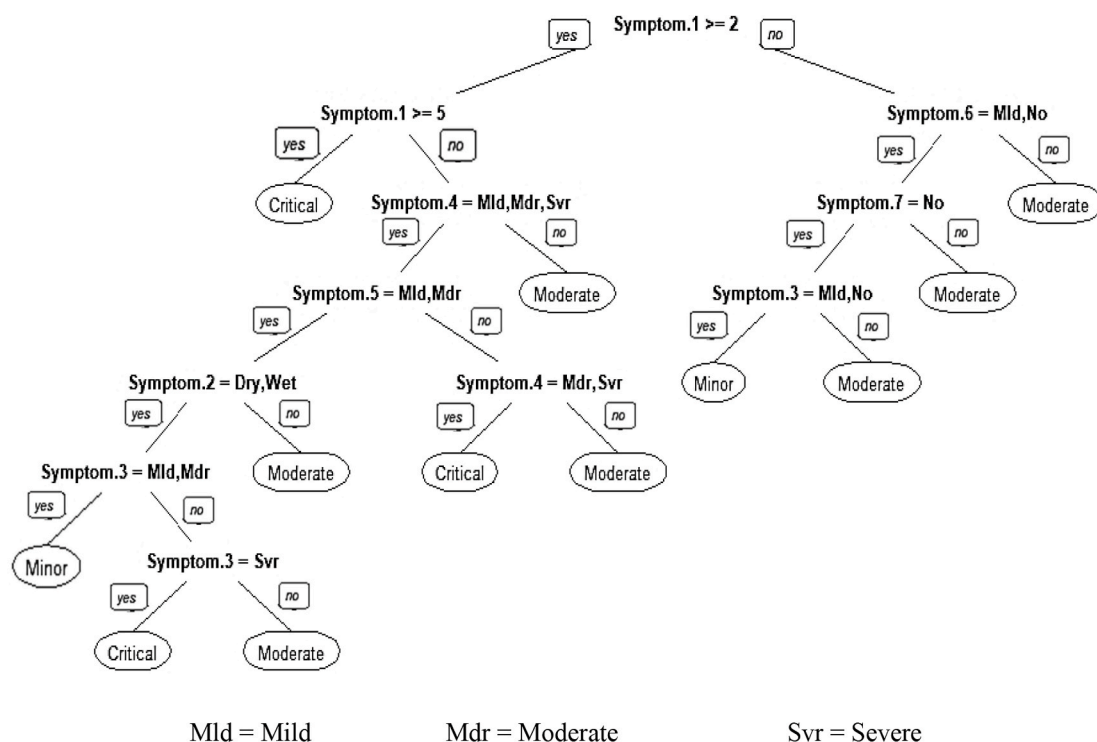 yes Symptom.1 >= 2 no
Symptom.1 >= 5 Symptom.6 = Mld,No
yes no yes no
Critical Symptom.4 = Mld,Mdr,Svr Symptom.7 = No Moderate
yes no yes no
Symptom.5 = Mld,Mdr Moderate Symptom.3 = Mld,No Moderate
yes no yes no
Symptom.2 = Dry,Wet Symptom.4 = Mdr,Svr Minor Moderate
yes no yes no
Symptom.3 = Mld,Mdr Moderate Critical Moderate
yes no
Minor Symptom.3 = Svr
yes no
Critical Moderate
Mld = Mild Mdr = Moderate Svr = Severe